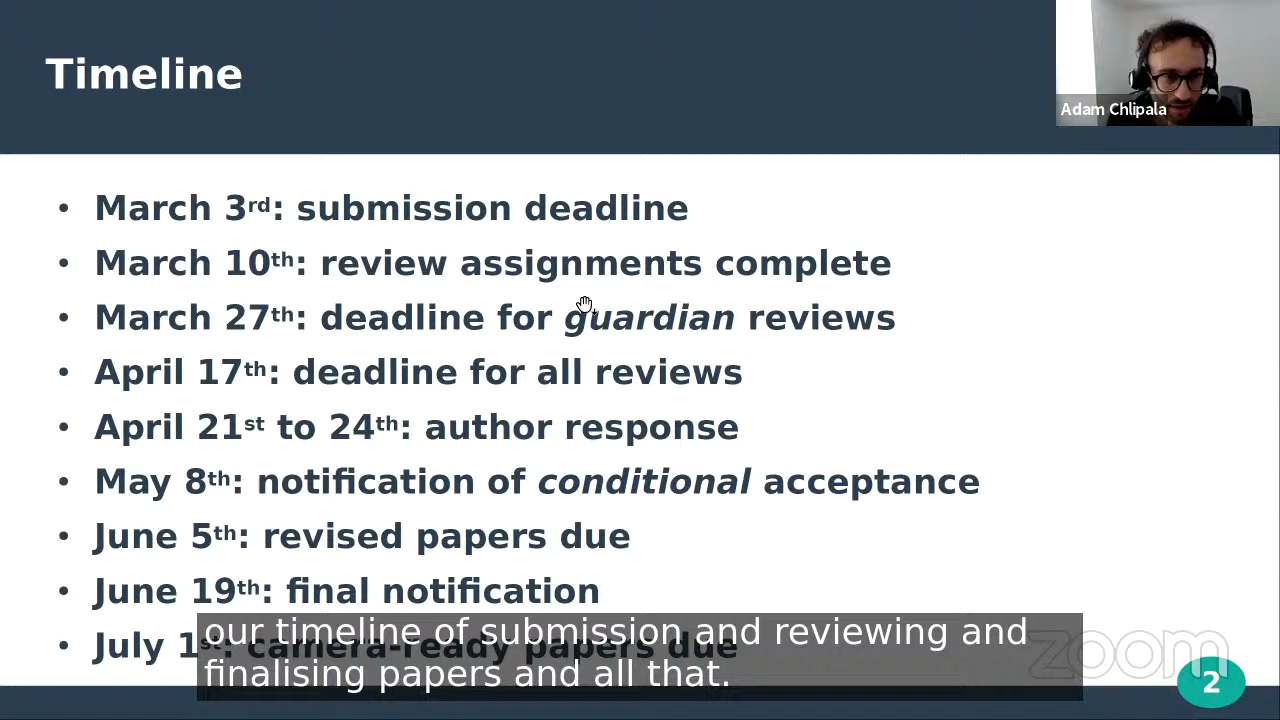 Timeline
Adam Chlipala
• March 3rd: submission deadline
• March 10th: review assignments complete
• March 27th: deadline for guardian reviews
• April 17th: deadline for all reviews
• April 21st to 24th: author response
• May 8th: notification of conditional acceptance
• June 5th: revised papers due
• June 19th: final notification
• July 1st: camera-ready papers due
our timeline of submission and reviewing and
finalising papers and all that.
zoom
2